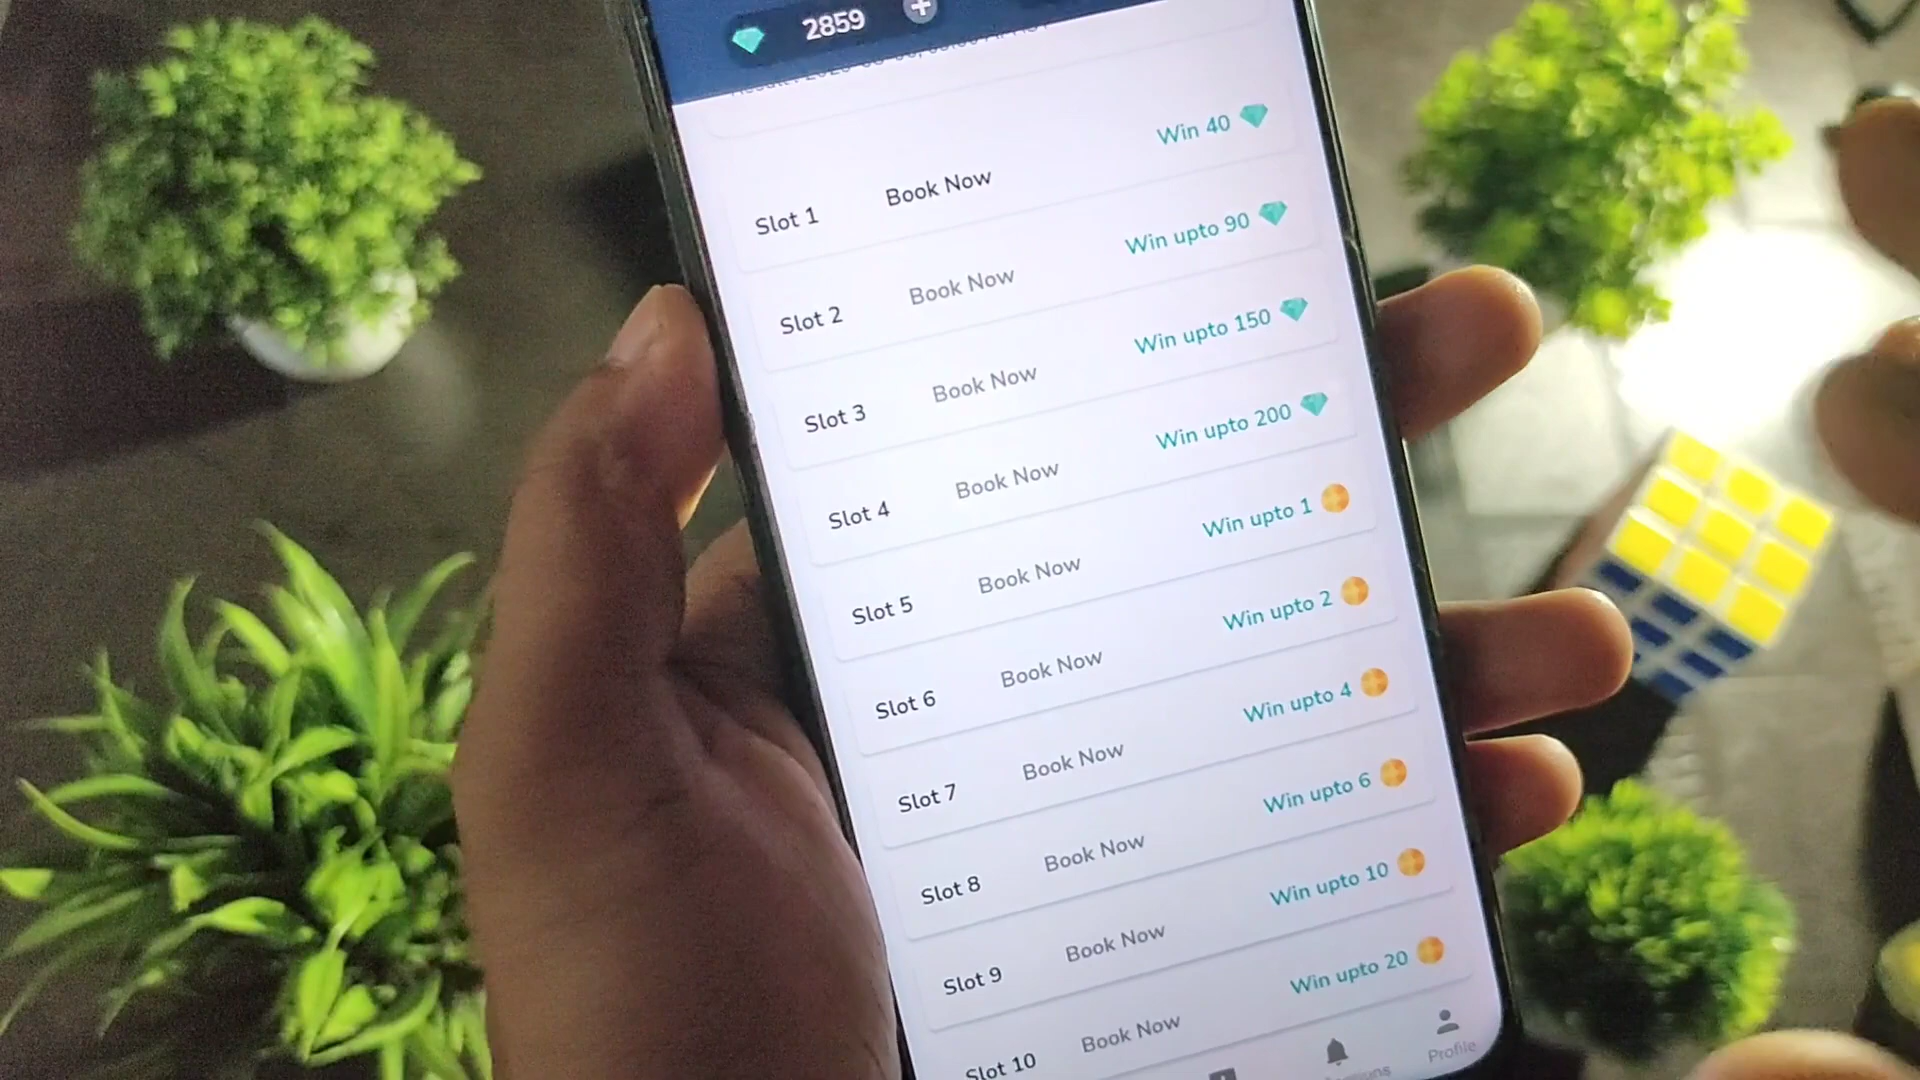 2859
Win 40
Slot 1 Book Now
Win upto 90
Slot 2 Book Now
Win upto 150
Slot 3 Book Now
Win upto 200
Slot 4 Book Now
Win upto 1
Slot 5 Book Now
Win upto 2
Slot 6 Book Now
Win upto 4
Slot 7 Book Now
Win upto 6
Slot 8 Book Now
Win upto 10
Slot 9 Book Now
Win upto 20
Slot 10 Book Now
Profile